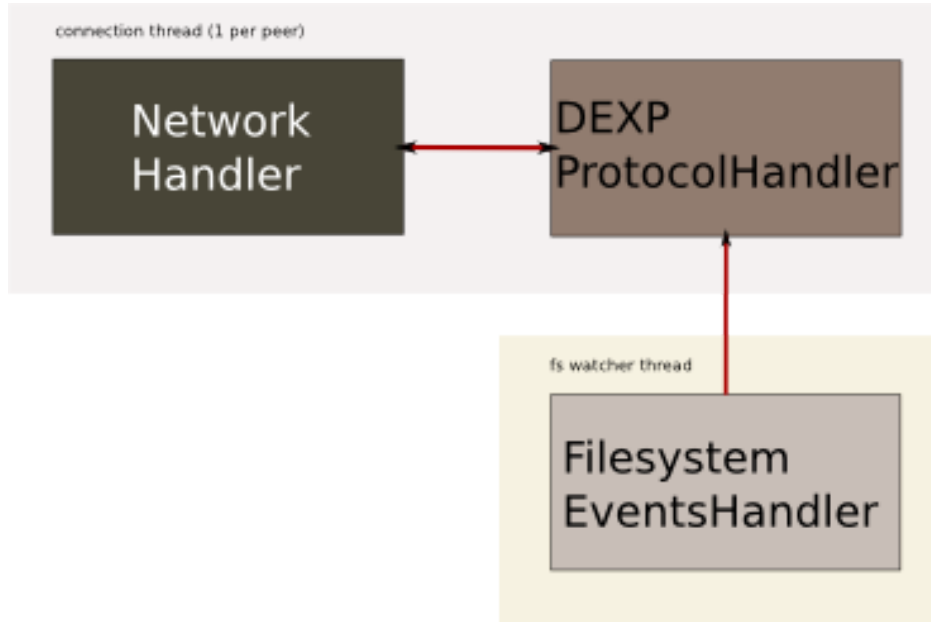 connection thread (1 per peer)
Network
Handler
DEXP
ProtocolHandler
fs watcher thread
Filesystem
EventsHandler